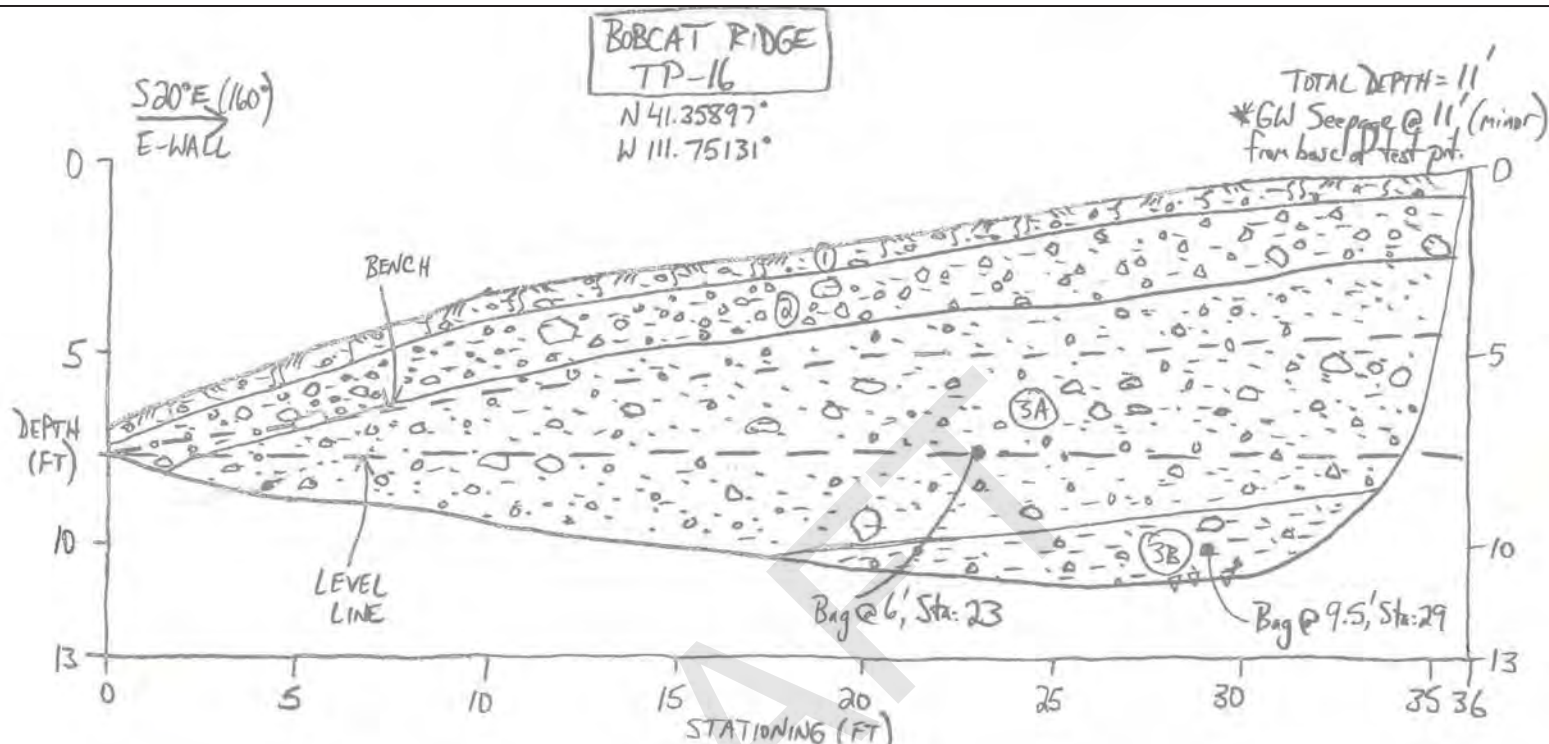 BOBCAT RIDGE
TP-16
N 41.35897°
W 111.75131°
S20°E (160°)
E-WALL
TOTAL DEPTH = 11'
*GW Seepage @ 11' (minor)
from base of test pit.
0
5
DEPTH
(FT)
10
13
0
5
10
13
BENCH
LEVEL
LINE
1
2
3A
3B
Bag @ 6', Sta: 23
Bag @ 9.5', Sta: 29
0
5
10
15
20
25
30
35
36
STATIONING (FT)
AFT